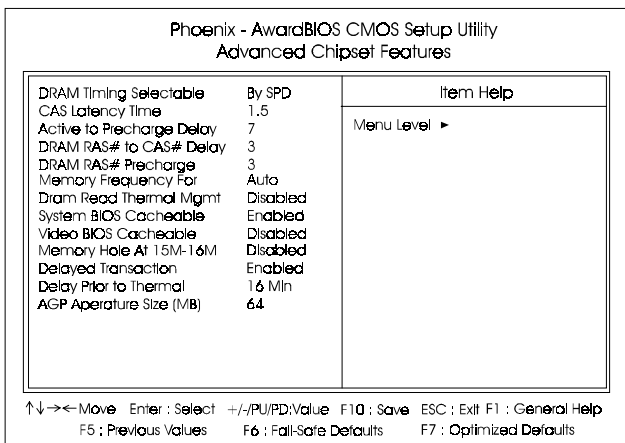 Phoenix - AwardBIOS CMOS Setup Utility
Advanced Chipset Features
DRAM Timing Selectable By SPD
CAS Latency Time 1.5
Active to Precharge Delay 7
DRAM RAS# to CAS# Delay 3
DRAM RAS# Precharge 3
Memory Frequency For Auto
Dram Read Thermal Mgmt Disabled
System BIOS Cacheable Enabled
Video BIOS Cacheable Disabled
Memory Hole At 15M-16M Disabled
Delayed Transaction Enabled
Delay Prior to Thermal 16 Min
AGP Aperature Size (MB) 64
Item Help
Menu Level ►
↑↓→←Move Enter : Select +/-/PU/PD:Value F10 : Save ESC : Exit F1 : General Help
F5 : Previous Values F6 : Fail-Safe Defaults F7 : Optimized Defaults